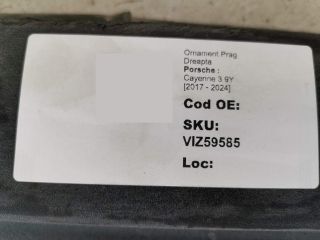 Ornament Prag
Dreapta
Porsche :
Cayenne 3 9Y
[2017 - 2024]
Cod OE:
SKU:
VIZ59585
Loc: